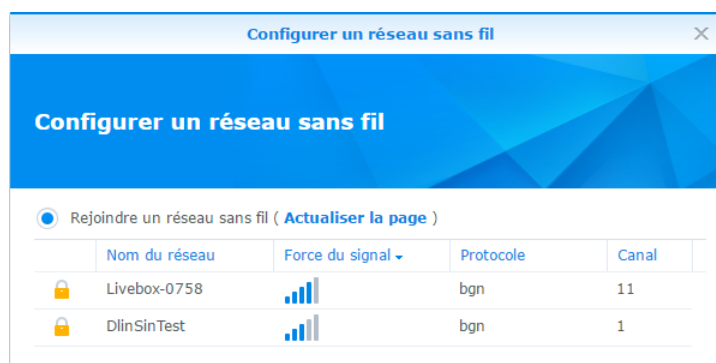 Configurer un réseau sans fil
Configurer un réseau sans fil
Rejoindre un réseau sans fil ( Actualiser la page )
Nom du réseau Force du signal Protocole Canal
Livebox-0758 bgn 11
DlinSinTest bgn 1